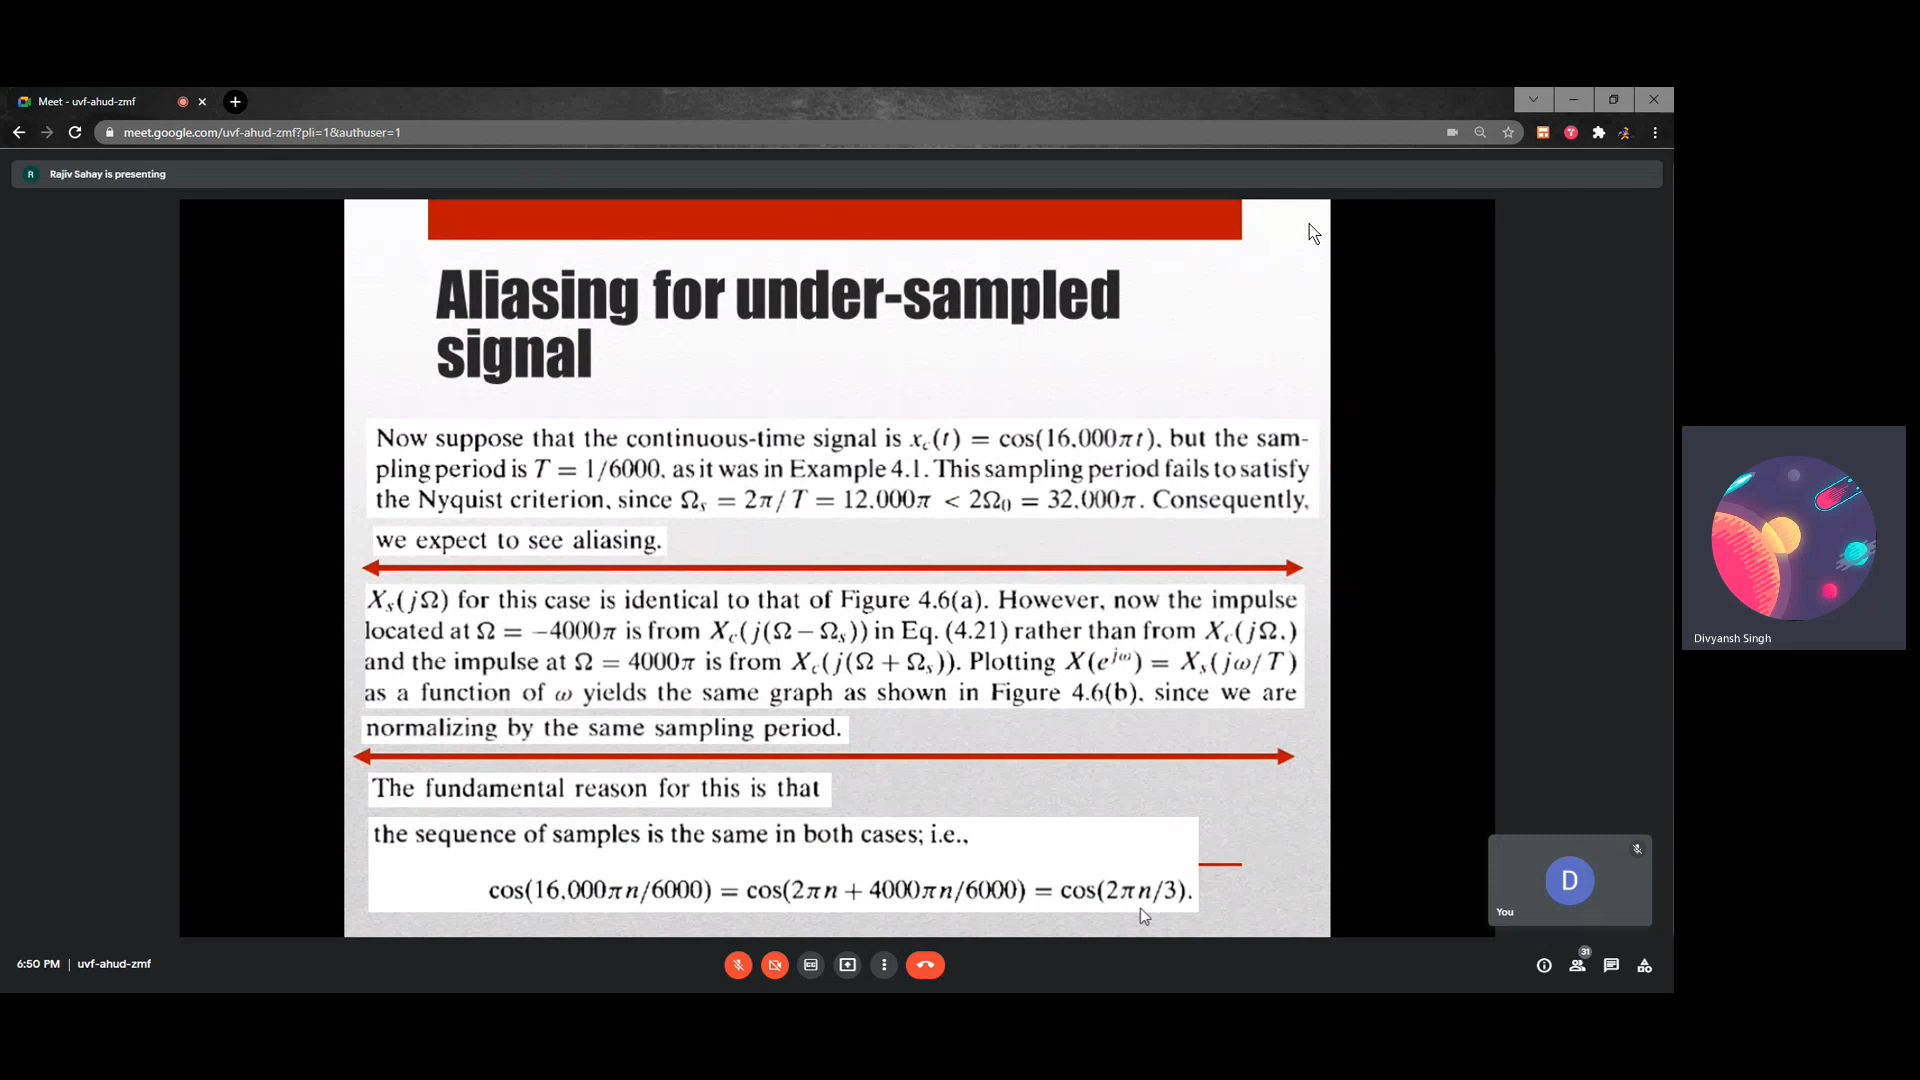 Meet - uvf-ahud-zmf
meet.google.com/uvf-ahud-zmf?pli=1&authuser=1
R Rajiv Sahay is presenting
Aliasing for under-sampled
signal
Now suppose that the continuous-time signal is x_c(t) = cos(16,000πt), but the sam-
pling period is T = 1/6000, as it was in Example 4.1. This sampling period fails to satisfy
the Nyquist criterion, since Ω_s = 2π/T = 12,000π < 2Ω_0 = 32,000π. Consequently,
we expect to see aliasing.
X_s(jΩ) for this case is identical to that of Figure 4.6(a). However, now the impulse
located at Ω = −4000π is from X_c(j(Ω − Ω_s)) in Eq. (4.21) rather than from X_c(jΩ,)
and the impulse at Ω = 4000π is from X_c(j(Ω + Ω_s)). Plotting X(e^{jω}) = X_s(jω/T)
as a function of ω yields the same graph as shown in Figure 4.6(b), since we are
normalizing by the same sampling period.
The fundamental reason for this is that
the sequence of samples is the same in both cases; i.e.,
cos(16,000πn/6000) = cos(2πn + 4000πn/6000) = cos(2πn/3).
Divyansh Singh
D
You
6:50 PM | uvf-ahud-zmf
31